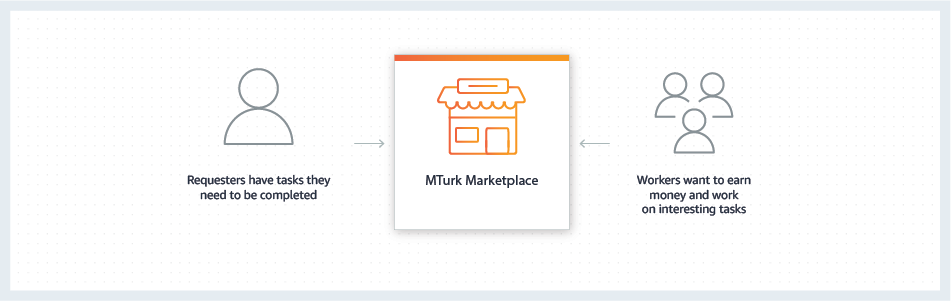 Requesters have tasks they
need to be completed
MTurk Marketplace
Workers want to earn
money and work
on interesting tasks